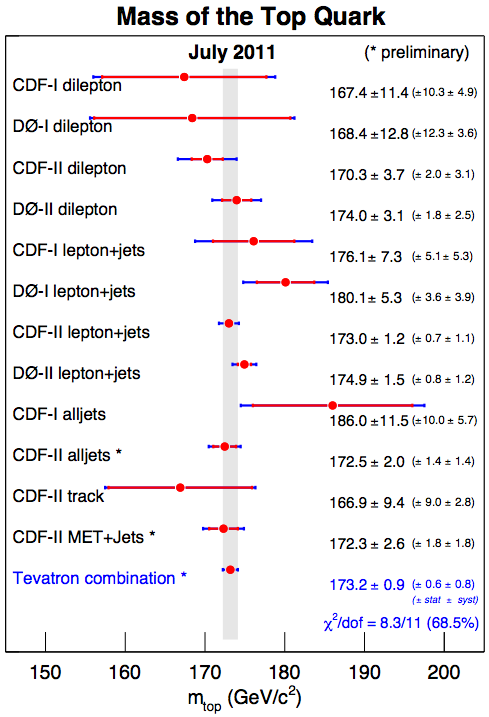 Mass of the Top Quark
July 2011 (* preliminary)
CDF-I dilepton 167.4 ±11.4 (±10.3 ± 4.9)
DØ-I dilepton 168.4 ±12.8 (±12.3 ± 3.6)
CDF-II dilepton 170.3 ± 3.7 (± 2.0 ± 3.1)
DØ-II dilepton 174.0 ± 3.1 (± 1.8 ± 2.5)
CDF-I lepton+jets 176.1 ± 7.3 (± 5.1 ± 5.3)
DØ-I lepton+jets 180.1 ± 5.3 (± 3.6 ± 3.9)
CDF-II lepton+jets 173.0 ± 1.2 (± 0.7 ± 1.1)
DØ-II lepton+jets 174.9 ± 1.5 (± 0.8 ± 1.2)
CDF-I alljets 186.0 ±11.5 (±10.0 ± 5.7)
CDF-II alljets * 172.5 ± 2.0 (± 1.4 ± 1.4)
CDF-II track 166.9 ± 9.4 (± 9.0 ± 2.8)
CDF-II MET+Jets * 172.3 ± 2.6 (± 1.8 ± 1.8)
Tevatron combination * 173.2 ± 0.9 (± 0.6 ± 0.8)
(± stat ± syst)
χ²/dof = 8.3/11 (68.5%)
150 160 170 180 190 200
m_top (GeV/c²)